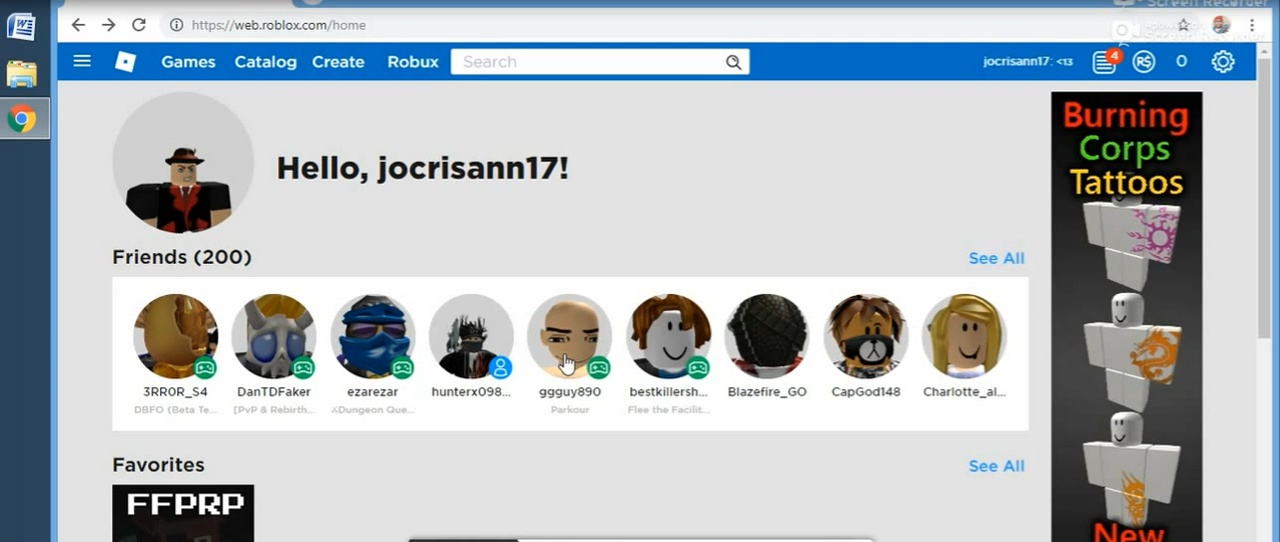 Screen Recorder
https://web.roblox.com/home
Games
Catalog
Create
Robux
Search
jocrisann17: <13
4
R$
0
Hello, jocrisann17!
Friends (200)
See All
3RR0R_S4
DanTDFaker
ezarezar
hunterx098...
ggguy890
bestkillersh...
Blazefire_GO
CapGod148
Charlotte_al...
DBFO (Beta Te...
[PvP & Rebirth...
Dungeon Que...
Parkour
Flee the Facilit...
Favorites
See All
FFPRP
Burning
Corps
Tattoos
New